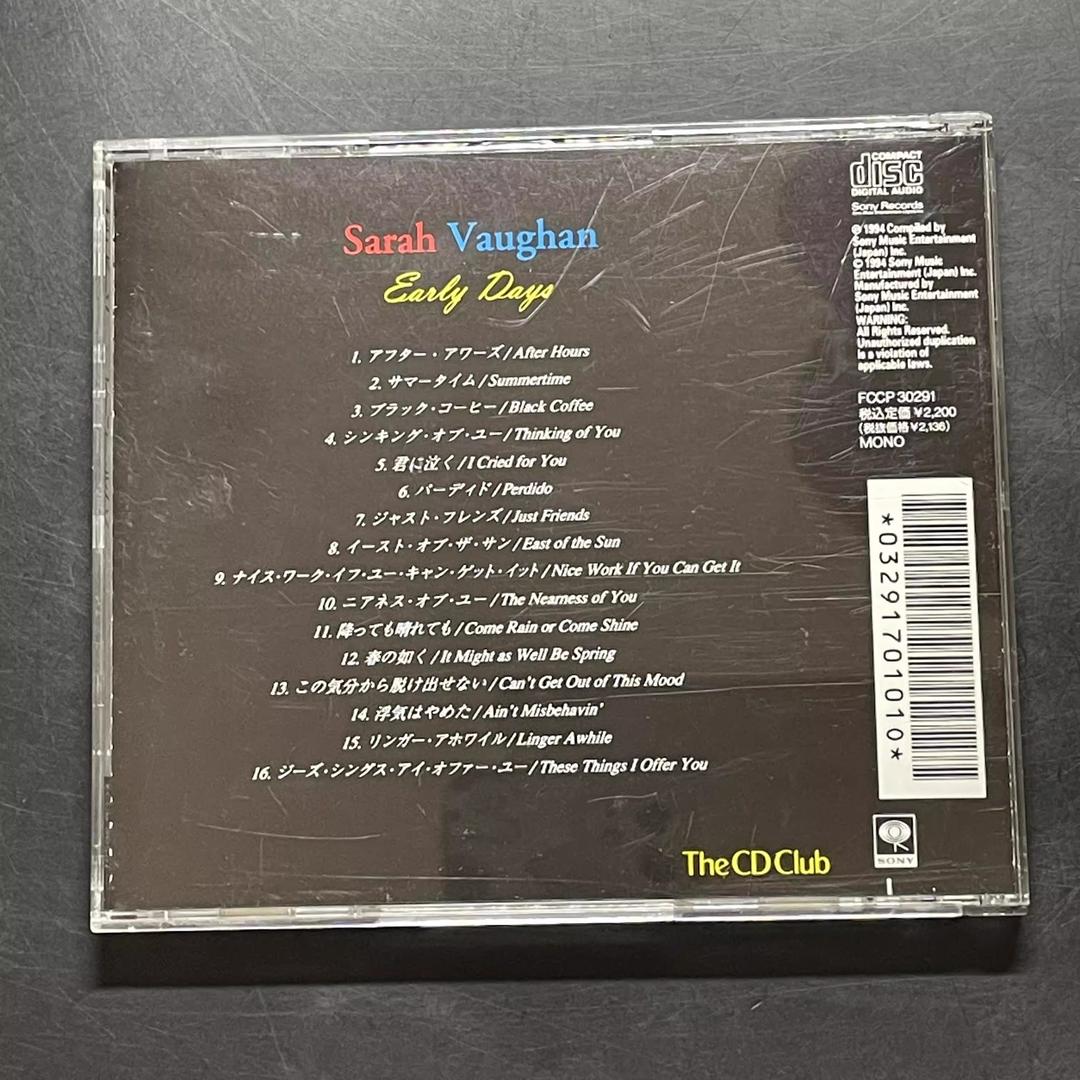 Sarah Vaughan
Early Days
1. アフター・アワーズ/After Hours
2. サマータイム/Summertime
3. ブラック・コーヒー/Black Coffee
4. シンキング・オブ・ユー/Thinking of You
5. 君に泣く/I Cried for You
6. パーディド/Perdido
7. ジャスト・フレンズ/Just Friends
8. イースト・オブ・ザ・サン/East of the Sun
9. ナイス・ワーク・イフ・ユー・キャン・ゲット・イット/Nice Work If You Can Get It
10. ニアネス・オブ・ユー/The Nearness of You
11. 降っても晴れても/Come Rain or Come Shine
12. 春の如く/It Might as Well Be Spring
13. この気分から脱け出せない/Can't Get Out of This Mood
14. 浮気はやめた/Ain't Misbehavin'
15. リンガー・アホワイル/Linger Awhile
16. ジーズ・シングス・アイ・オファー・ユー/These Things I Offer You
The CD Club
COMPACT
disc
DIGITAL AUDIO
Sony Records
℗ 1994 Compiled by
Sony Music Entertainment
(Japan) Inc.
© 1994 Sony Music
Entertainment (Japan) Inc.
Manufactured by
Sony Music Entertainment
(Japan) Inc.
WARNING:
All Rights Reserved.
Unauthorized duplication
is a violation of
applicable laws.
FCCP 30291
税込定価 ¥2,200
(税抜価格 ¥2,136)
MONO
*0329170101​0*
SONY